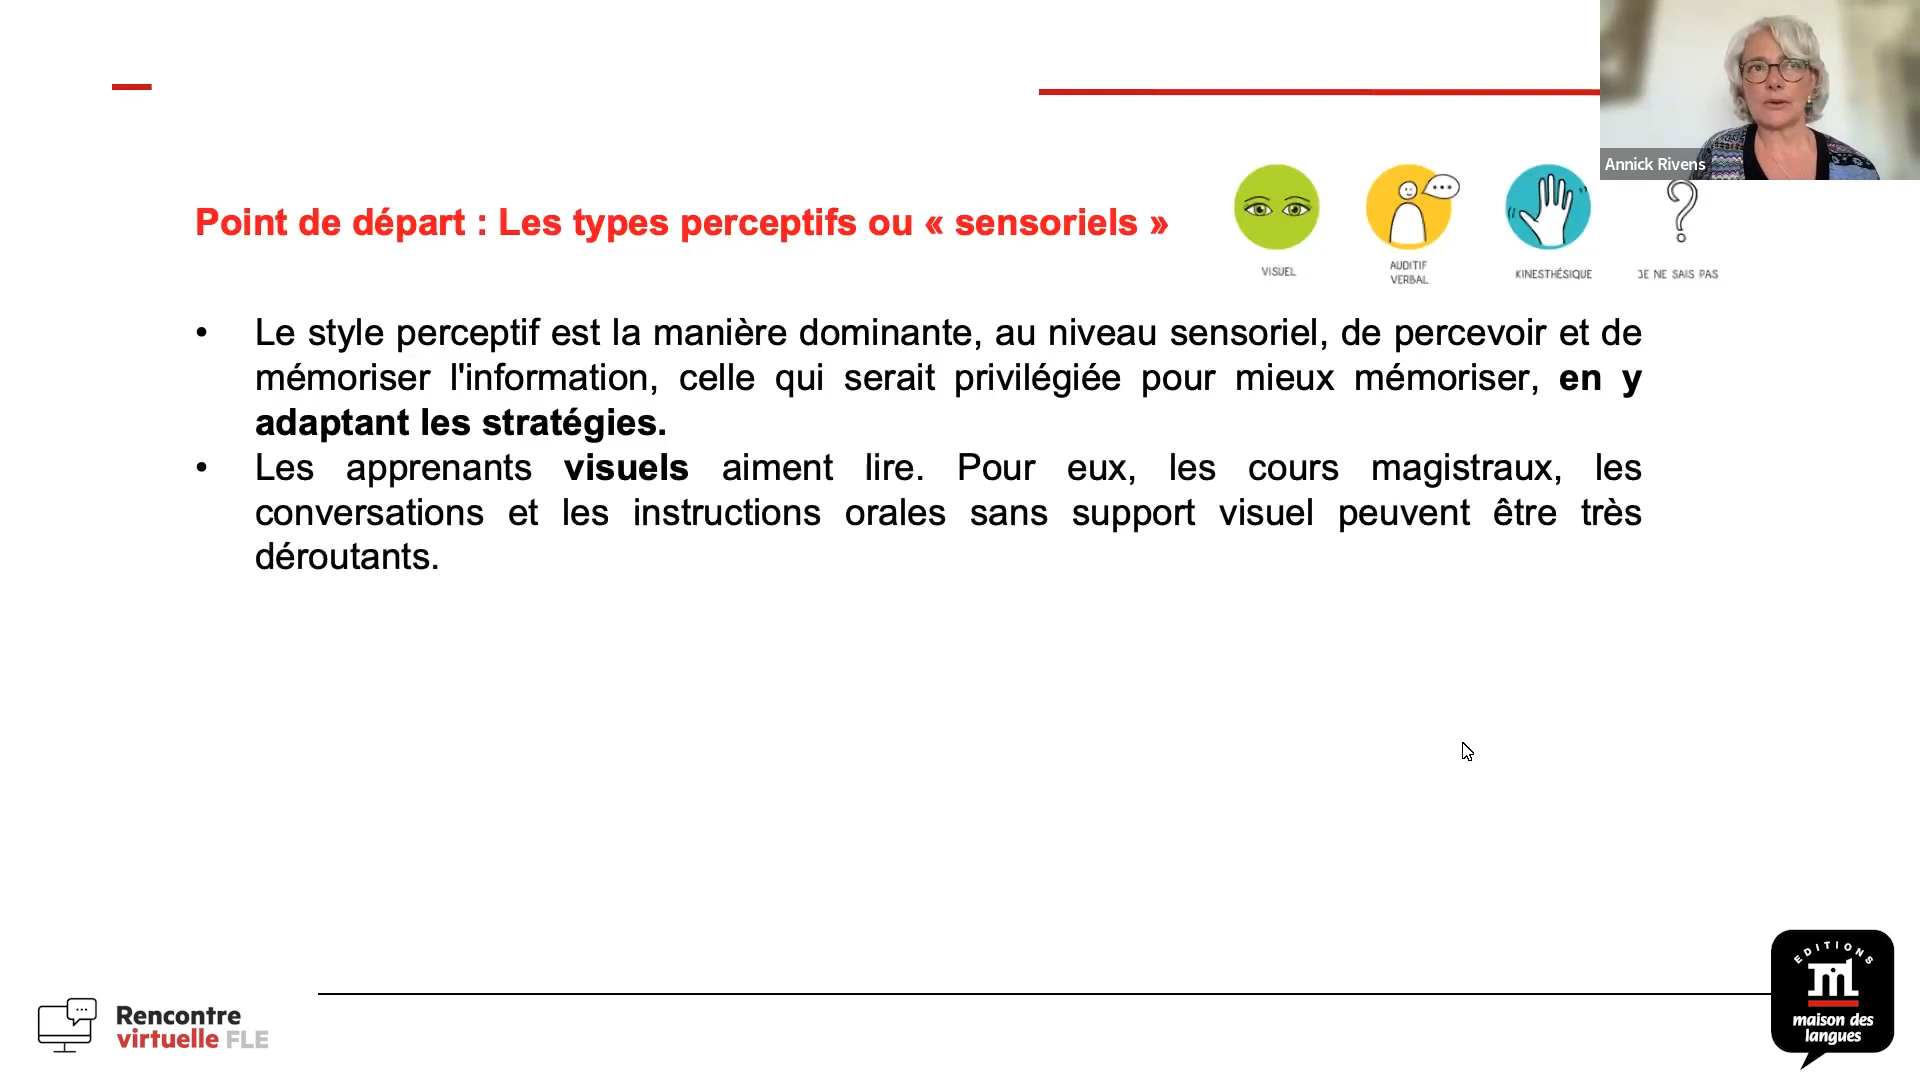 Annick Rivens
Point de départ : Les types perceptifs ou « sensoriels »
VISUEL
AUDITIF
VERBAL
KINESTHÉSIQUE
JE NE SAIS PAS
• Le style perceptif est la manière dominante, au niveau sensoriel, de percevoir et de
mémoriser l'information, celle qui serait privilégiée pour mieux mémoriser, en y
adaptant les stratégies.
• Les apprenants visuels aiment lire. Pour eux, les cours magistraux, les
conversations et les instructions orales sans support visuel peuvent être très
déroutants.
Rencontre
virtuelle FLE
EDITIONS
maison des
langues